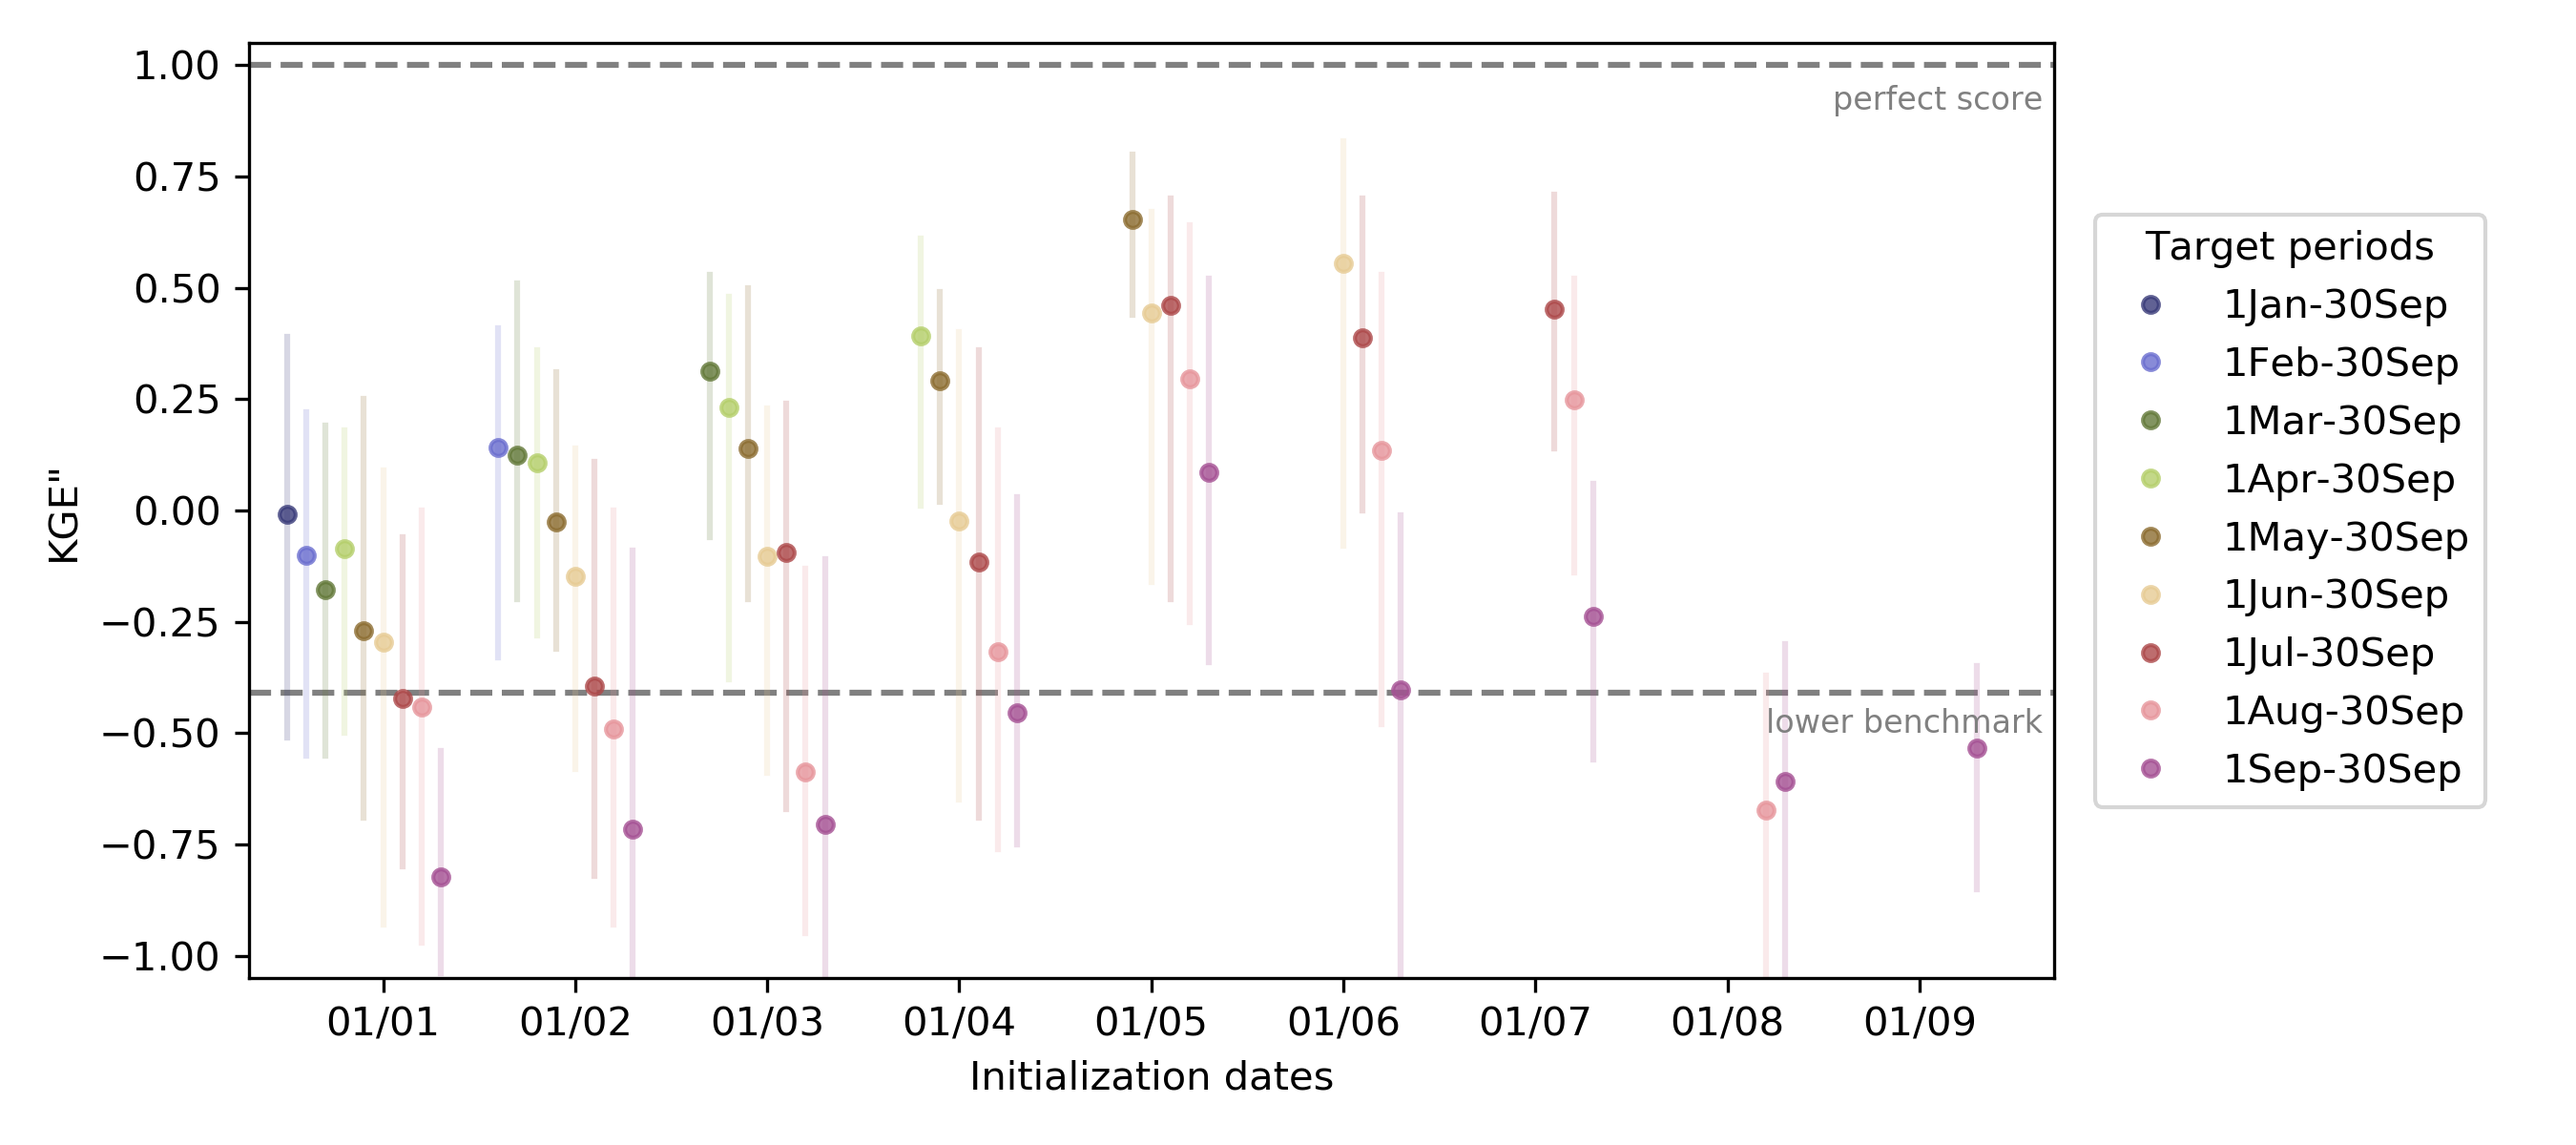 1.00
0.75
0.50
0.25
0.00
−0.25
−0.50
−0.75
−1.00
KGE"
perfect score
lower benchmark
01/01 01/02 01/03 01/04 01/05 01/06 01/07 01/08 01/09
Initialization dates
Target periods
1Jan-30Sep
1Feb-30Sep
1Mar-30Sep
1Apr-30Sep
1May-30Sep
1Jun-30Sep
1Jul-30Sep
1Aug-30Sep
1Sep-30Sep